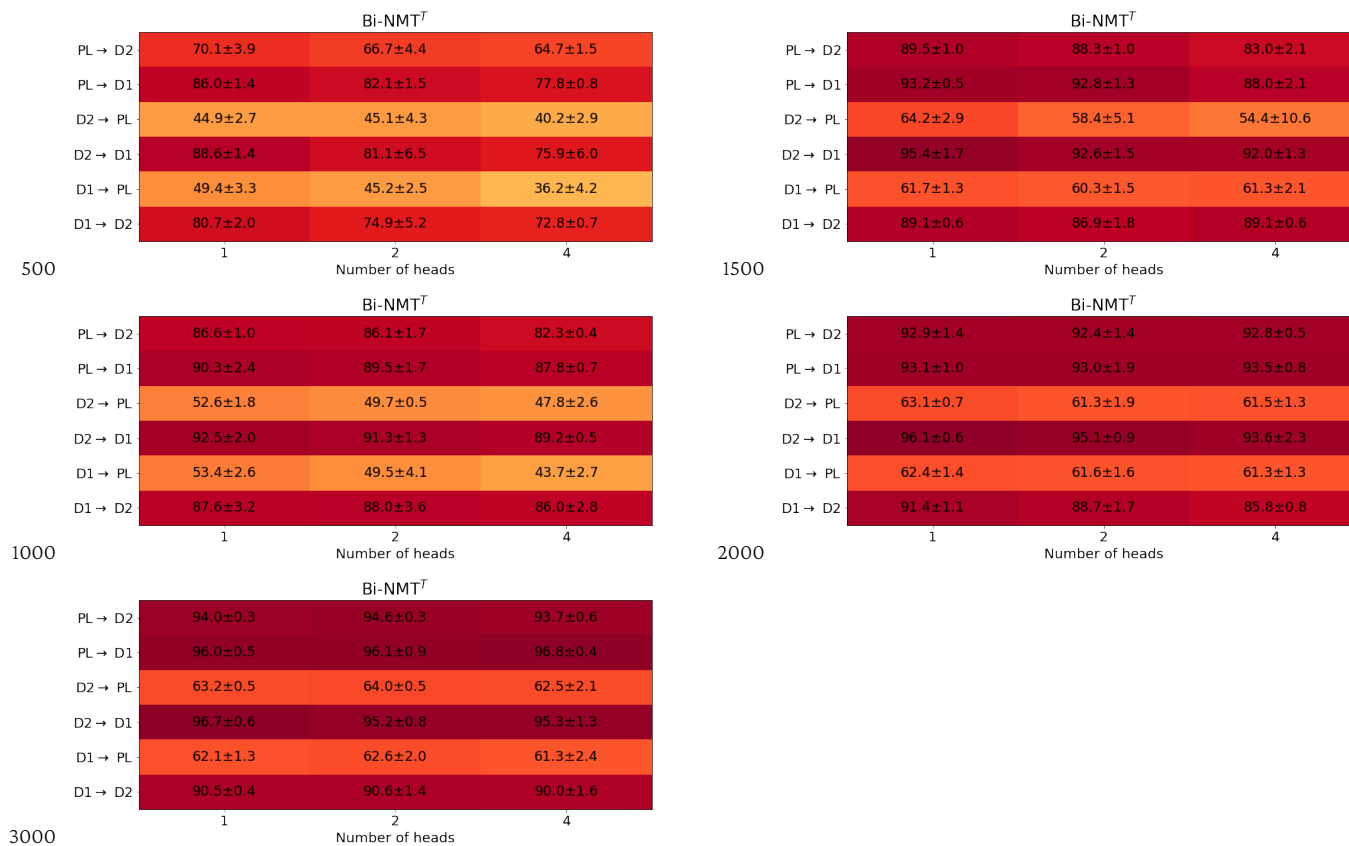 Bi-NMT^T
PL → D2 70.1±3.9 66.7±4.4 64.7±1.5
PL → D1 86.0±1.4 82.1±1.5 77.8±0.8
D2 → PL 44.9±2.7 45.1±4.3 40.2±2.9
D2 → D1 88.6±1.4 81.1±6.5 75.9±6.0
D1 → PL 49.4±3.3 45.2±2.5 36.2±4.2
D1 → D2 80.7±2.0 74.9±5.2 72.8±0.7
1 2 4
500 Number of heads
Bi-NMT^T
PL → D2 89.5±1.0 88.3±1.0 83.0±2.1
PL → D1 93.2±0.5 92.8±1.3 88.0±2.1
D2 → PL 64.2±2.9 58.4±5.1 54.4±10.6
D2 → D1 95.4±1.7 92.6±1.5 92.0±1.3
D1 → PL 61.7±1.3 60.3±1.5 61.3±2.1
D1 → D2 89.1±0.6 86.9±1.8 89.1±0.6
1 2 4
1500 Number of heads
Bi-NMT^T
PL → D2 86.6±1.0 86.1±1.7 82.3±0.4
PL → D1 90.3±2.4 89.5±1.7 87.8±0.7
D2 → PL 52.6±1.8 49.7±0.5 47.8±2.6
D2 → D1 92.5±2.0 91.3±1.3 89.2±0.5
D1 → PL 53.4±2.6 49.5±4.1 43.7±2.7
D1 → D2 87.6±3.2 88.0±3.6 86.0±2.8
1 2 4
1000 Number of heads
Bi-NMT^T
PL → D2 92.9±1.4 92.4±1.4 92.8±0.5
PL → D1 93.1±1.0 93.0±1.9 93.5±0.8
D2 → PL 63.1±0.7 61.3±1.9 61.5±1.3
D2 → D1 96.1±0.6 95.1±0.9 93.6±2.3
D1 → PL 62.4±1.4 61.6±1.6 61.3±1.3
D1 → D2 91.4±1.1 88.7±1.7 85.8±0.8
1 2 4
2000 Number of heads
Bi-NMT^T
PL → D2 94.0±0.3 94.6±0.3 93.7±0.6
PL → D1 96.0±0.5 96.1±0.9 96.8±0.4
D2 → PL 63.2±0.5 64.0±0.5 62.5±2.1
D2 → D1 96.7±0.6 95.2±0.8 95.3±1.3
D1 → PL 62.1±1.3 62.6±2.0 61.3±2.4
D1 → D2 90.5±0.4 90.6±1.4 90.0±1.6
1 2 4
3000 Number of heads